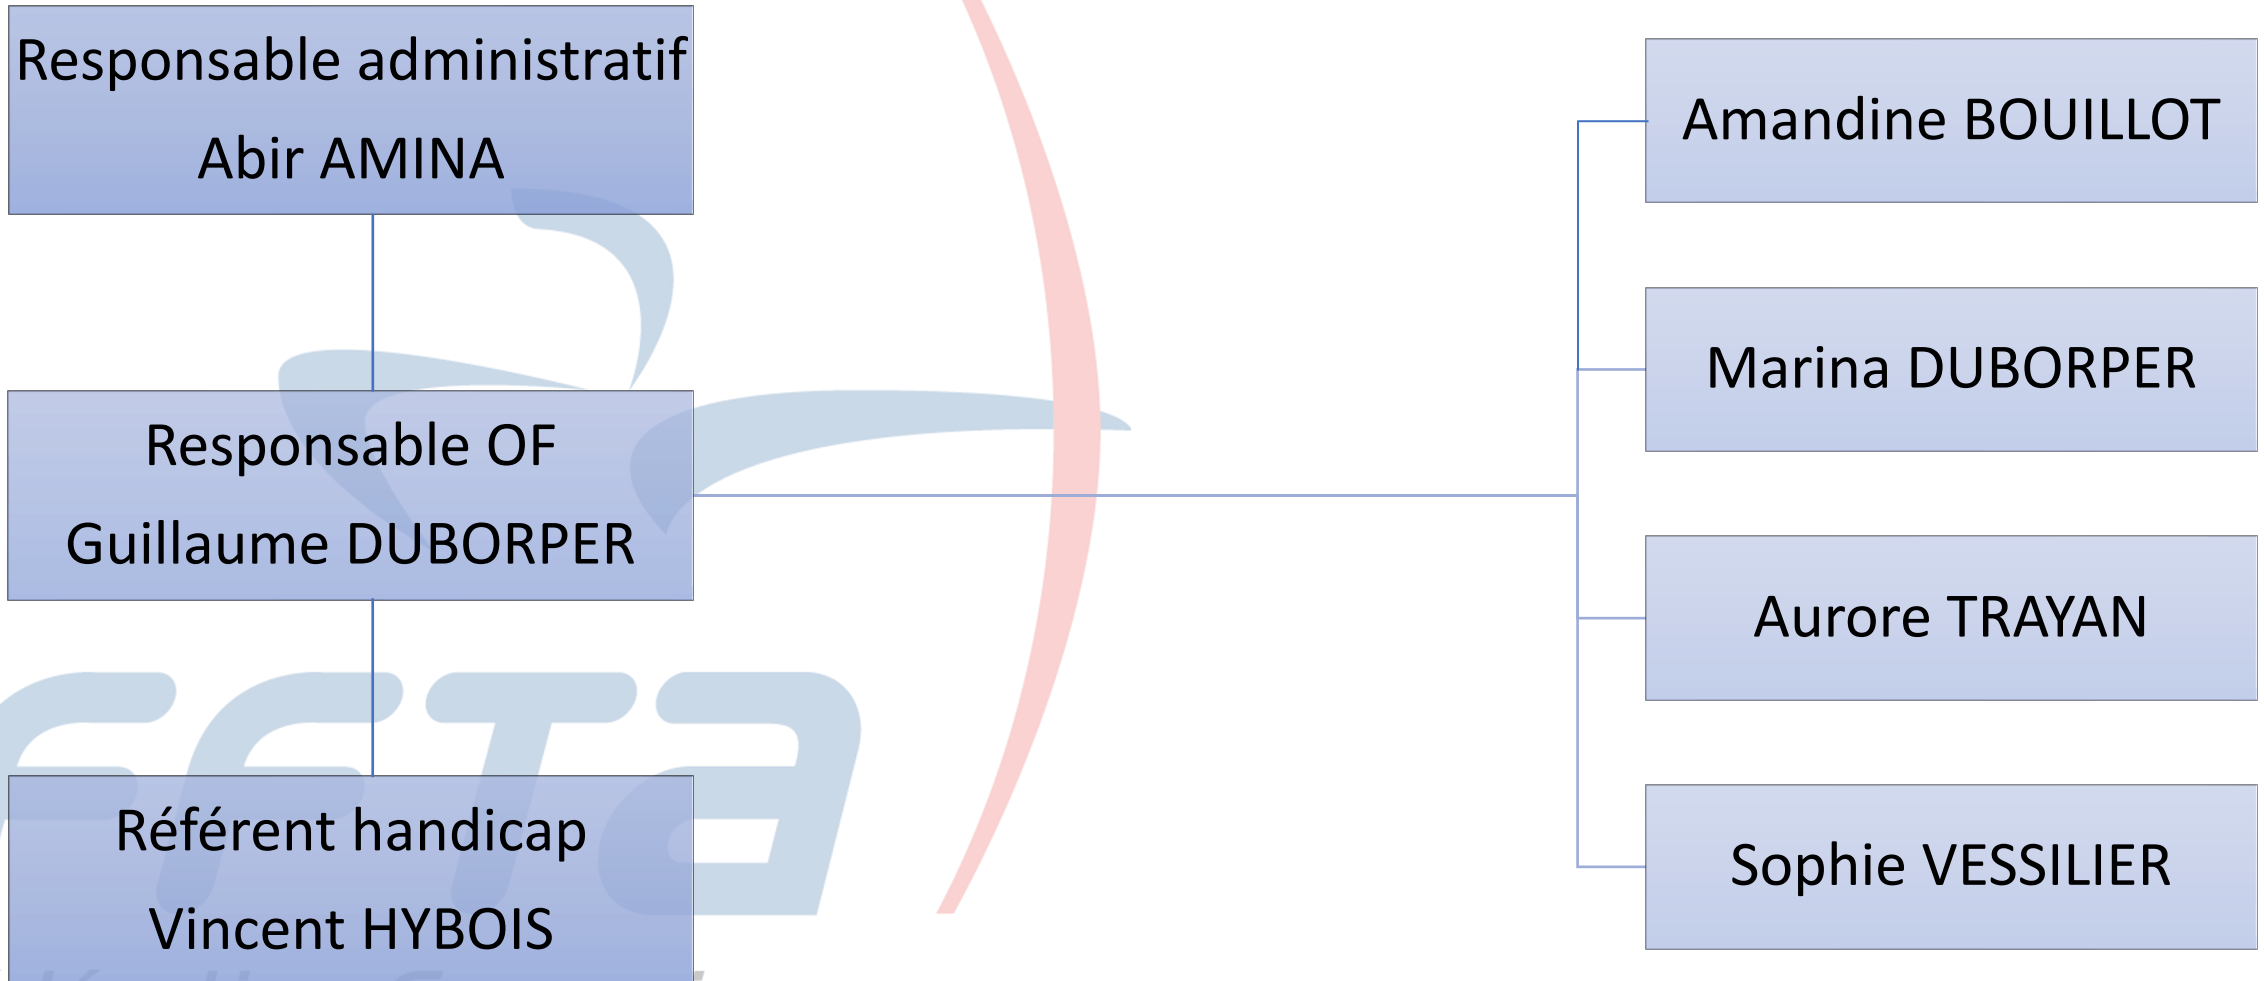 Responsable administratif
Abir AMINA
Responsable OF
Guillaume DUBORPER
Référent handicap
Vincent HYBOIS
Amandine BOUILLOT
Marina DUBORPER
Aurore TRAYAN
Sophie VESSILIER
FFTA